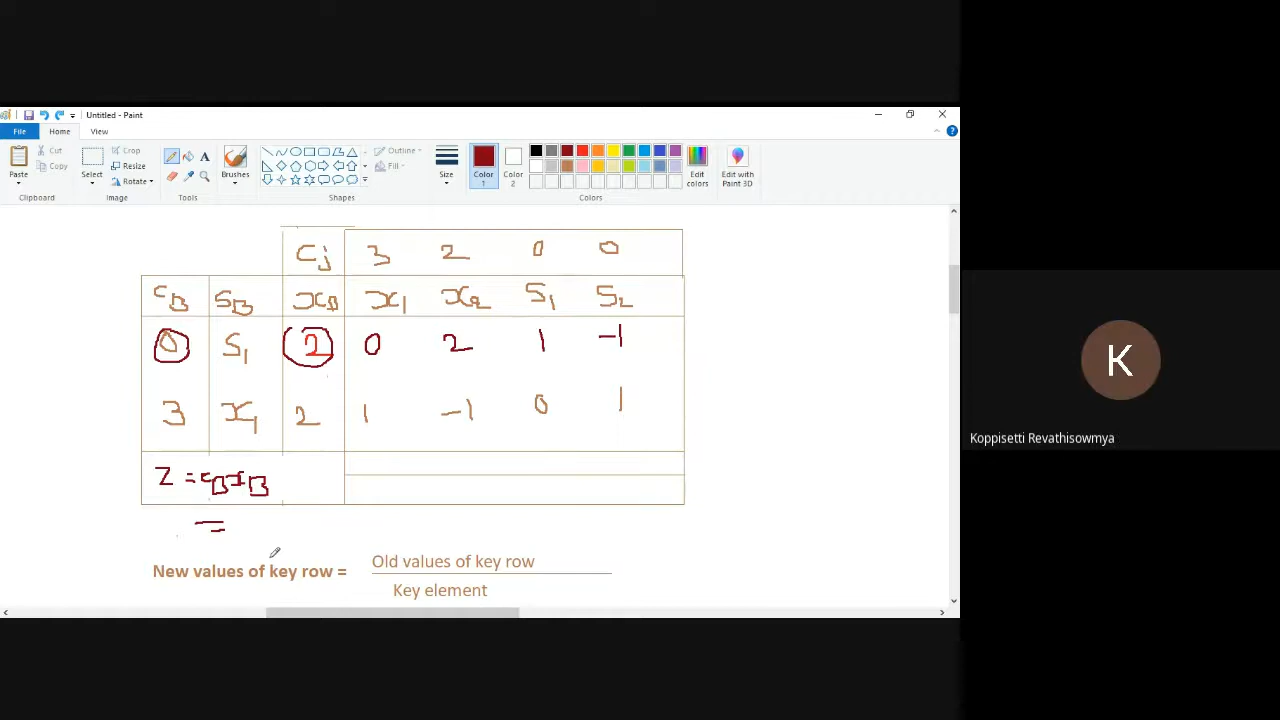 Untitled - Paint
File Home View
Paste
Cut
Copy
Clipboard
Select
Crop
Resize
Rotate
Image
Tools
Brushes
Shapes
Outline
Fill
Size
Color 1
Color 2
Edit colors
Edit with Paint 3D
Colors
Cj 3 2 0 0
CB SB XB x1 x2 S1 S2
0 S1 2 0 2 1 -1
3 x1 2 1 -1 0 1
Z = CBXB
=
New values of key row = Old values of key row
Key element
K
Koppisetti Revathisowmya